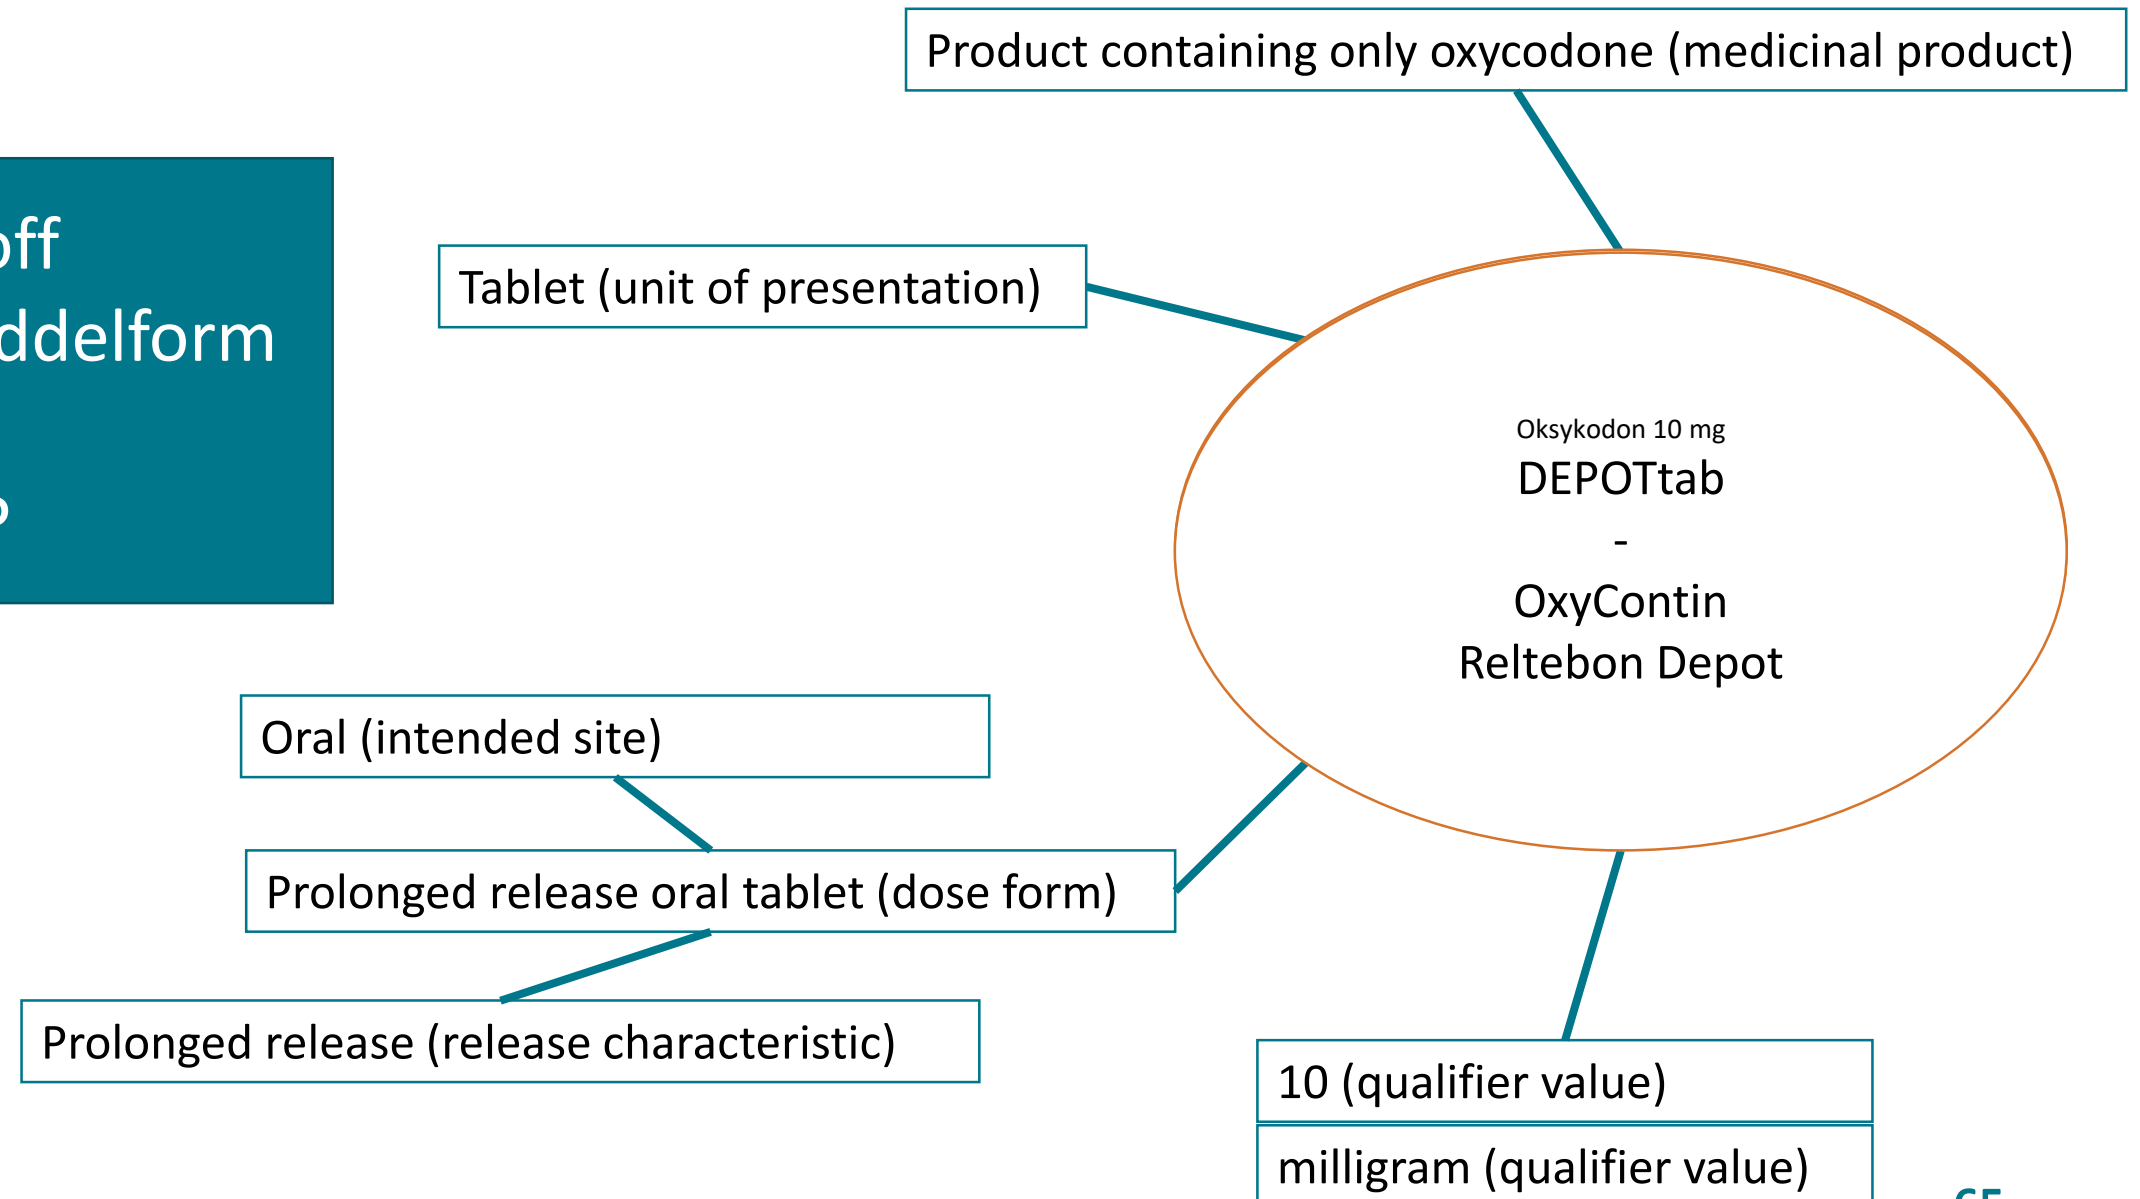 Product containing only oxycodone (medicinal product)
off
ddelform
Tablet (unit of presentation)
Oksykodon 10 mg
DEPOTtab
-
OxyContin
Reltebon Depot
Oral (intended site)
Prolonged release oral tablet (dose form)
Prolonged release (release characteristic)
10 (qualifier value)
milligram (qualifier value)